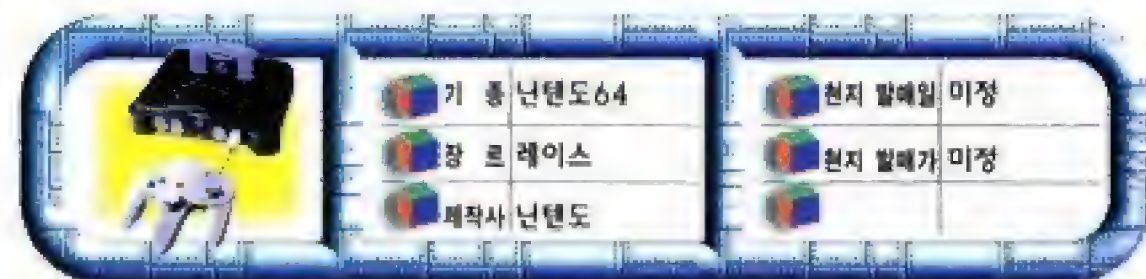 기 종 닌텐도64
장 르 레이스
제작사 닌텐도
현지 발매일 미정
현지 발매가 미정